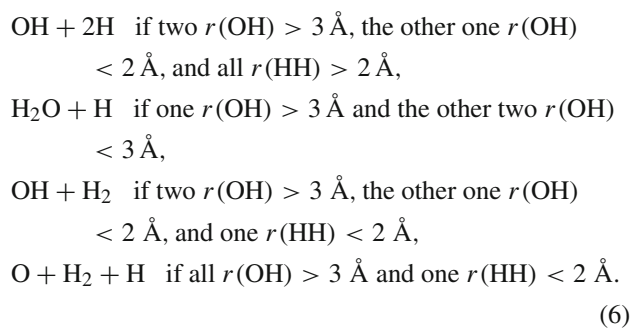 OH + 2H if two r(OH) > 3 Å, the other one r(OH)
< 2 Å, and all r(HH) > 2 Å,
H₂O + H if one r(OH) > 3 Å and the other two r(OH)
< 3 Å,
OH + H₂ if two r(OH) > 3 Å, the other one r(OH)
< 2 Å, and one r(HH) < 2 Å,
O + H₂ + H if all r(OH) > 3 Å and one r(HH) < 2 Å.
(6)